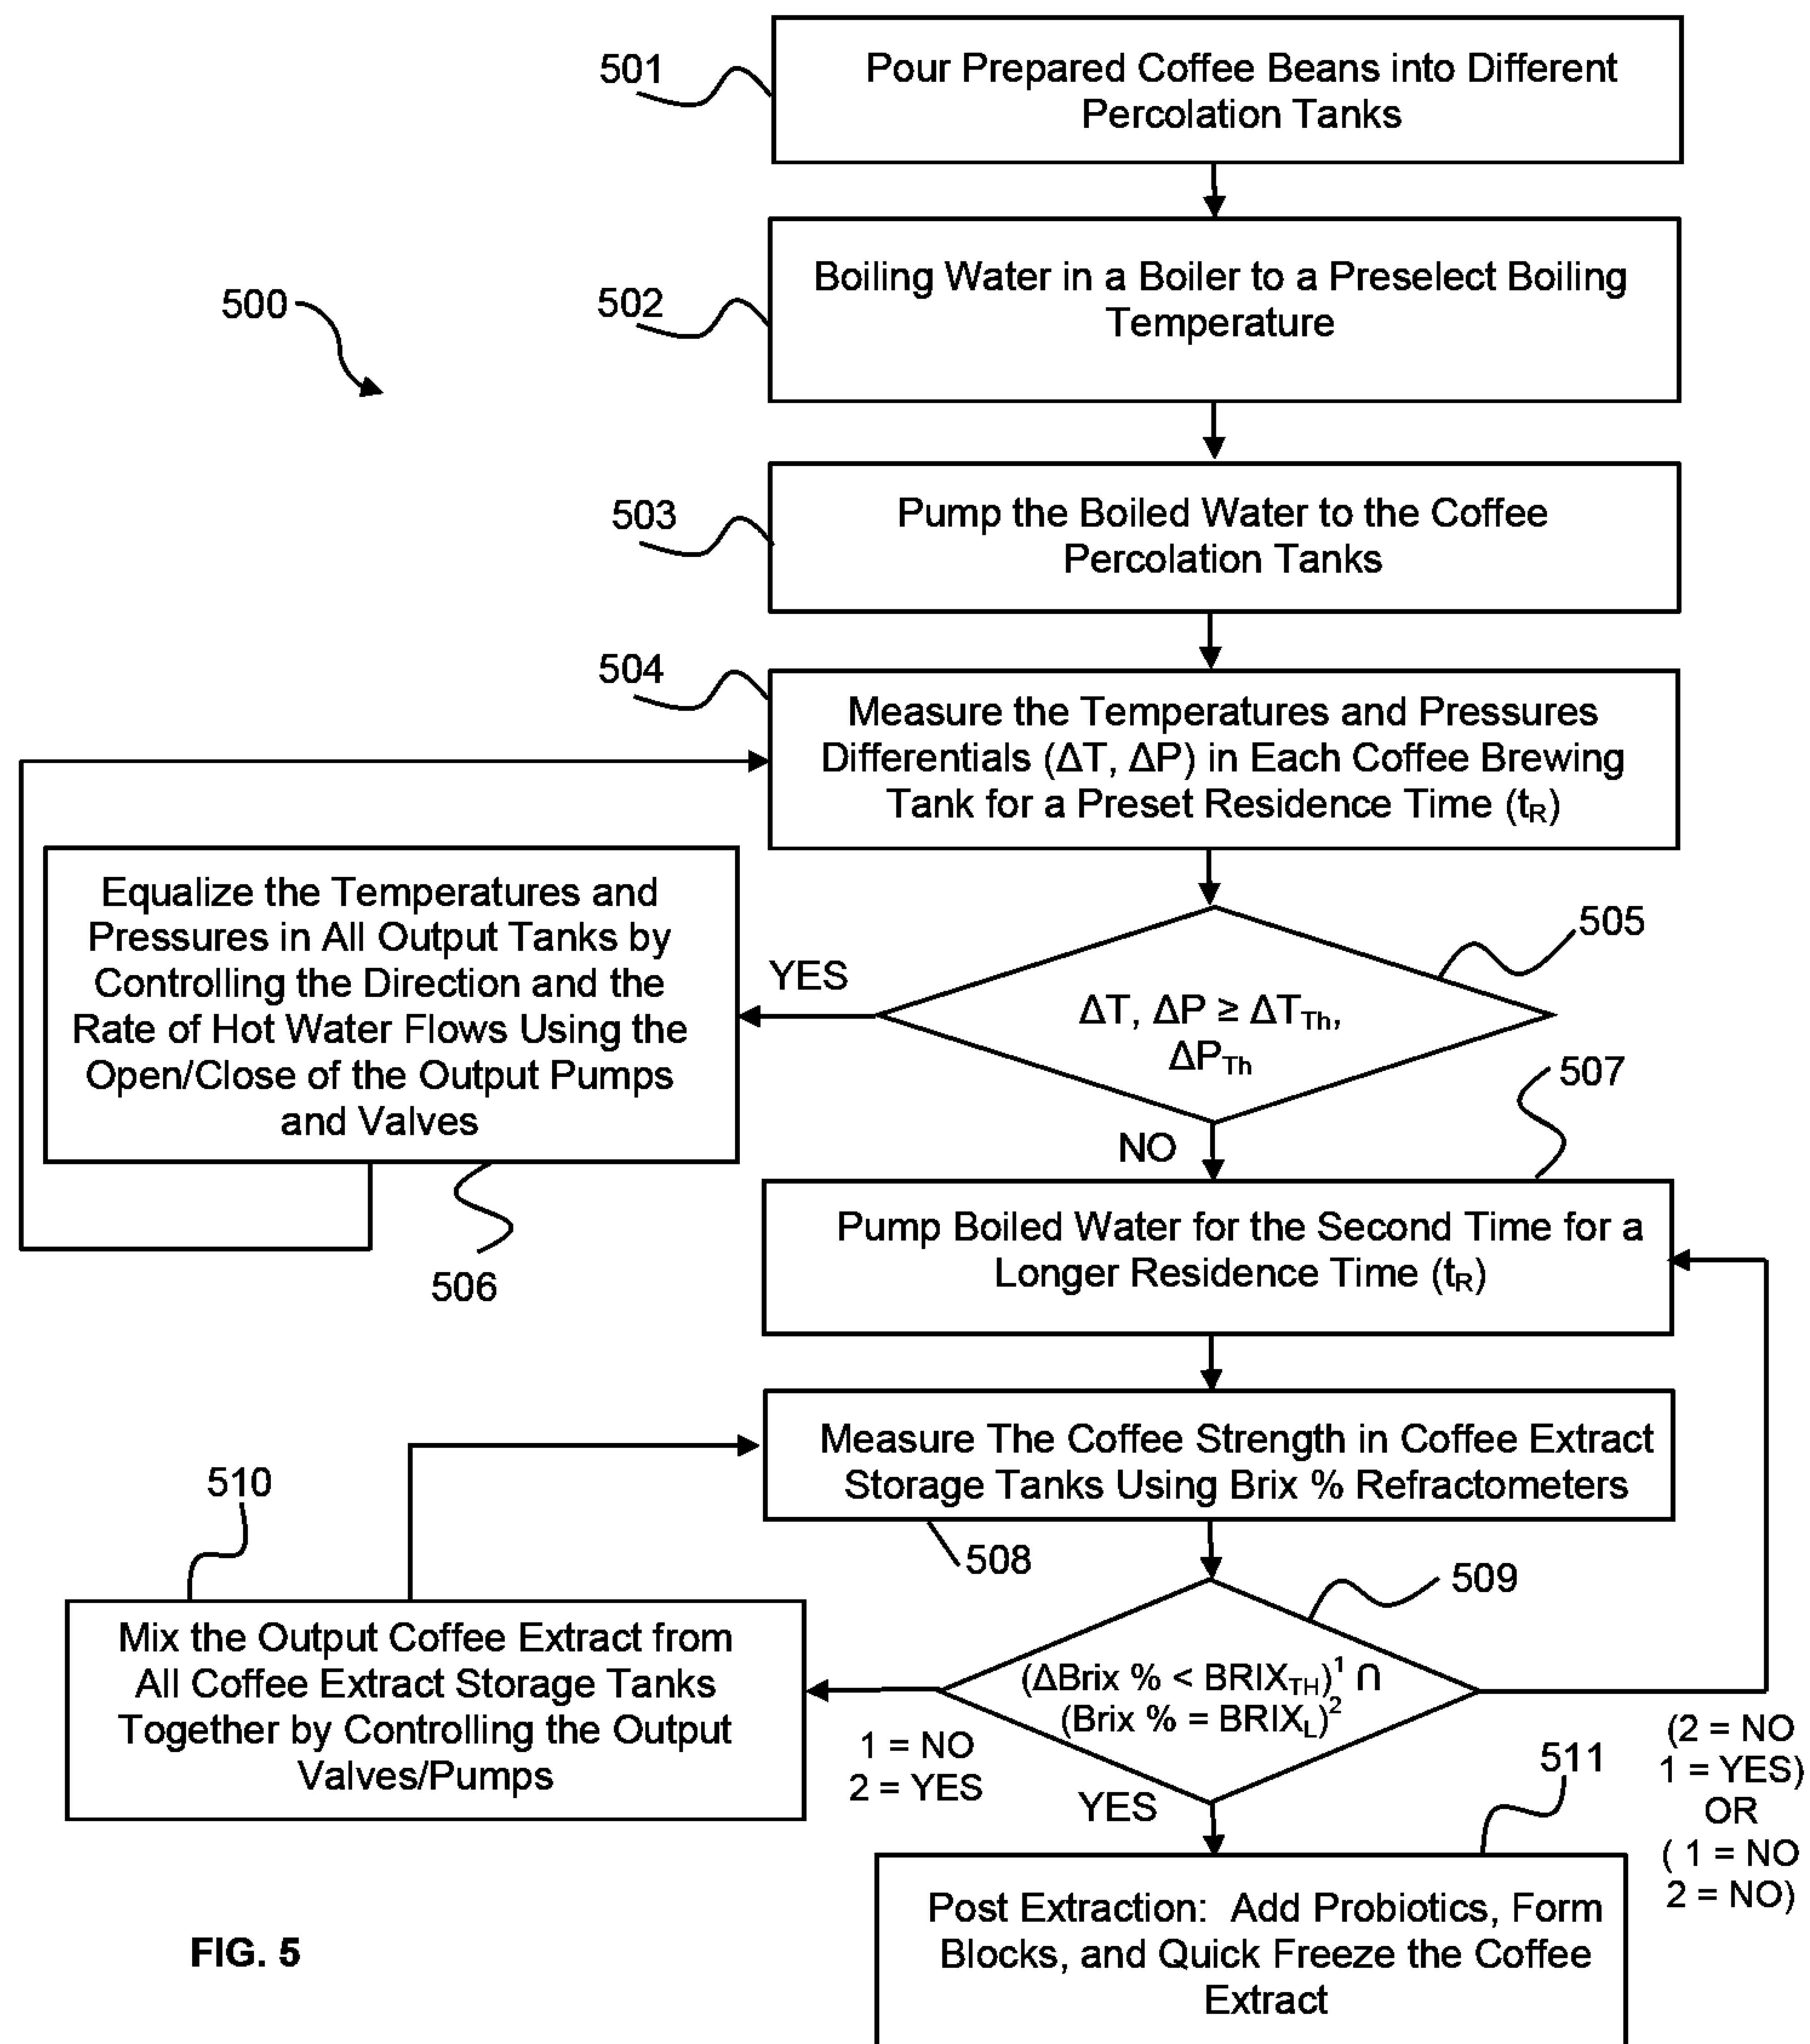 501
Pour Prepared Coffee Beans into Different
Percolation Tanks
500
502
Boiling Water in a Boiler to a Preselect Boiling
Temperature
503
Pump the Boiled Water to the Coffee
Percolation Tanks
504
Measure the Temperatures and Pressures
Differentials (ΔT, ΔP) in Each Coffee Brewing
Tank for a Preset Residence Time (tR)
Equalize the Temperatures and
Pressures in All Output Tanks by
Controlling the Direction and the
Rate of Hot Water Flows Using the
Open/Close of the Output Pumps
and Valves
506
YES
505
ΔT, ΔP ≥ ΔTTh,
ΔPTh
NO
507
Pump Boiled Water for the Second Time for a
Longer Residence Time (tR)
Measure The Coffee Strength in Coffee Extract
Storage Tanks Using Brix % Refractometers
508
510
Mix the Output Coffee Extract from
All Coffee Extract Storage Tanks
Together by Controlling the Output
Valves/Pumps
509
(ΔBrix % < BRIXTH)1 ∩
(Brix % = BRIXL)2
1 = NO
2 = YES
YES
(2 = NO
1 = YES)
OR
( 1 = NO
2 = NO)
511
Post Extraction: Add Probiotics, Form
Blocks, and Quick Freeze the Coffee
Extract
FIG. 5